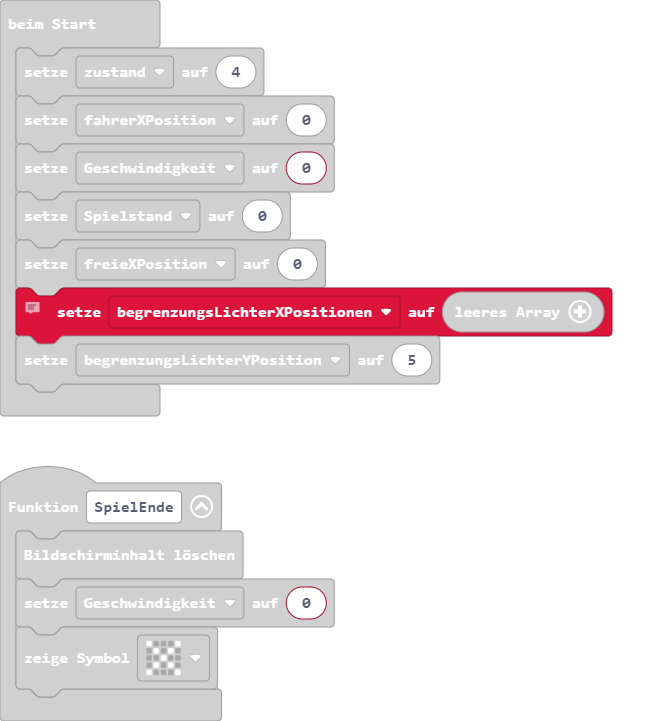 beim Start
setze zustand auf 4
setze fahrerXPosition auf 0
setze Geschwindigkeit auf 0
setze Spielstand auf 0
setze freieXPosition auf 0
setze begrenzungsLichterXPositionen auf leeres Array
setze begrenzungsLichterYPosition auf 5
Funktion SpielEnde
Bildschirminhalt löschen
setze Geschwindigkeit auf 0
zeige Symbol